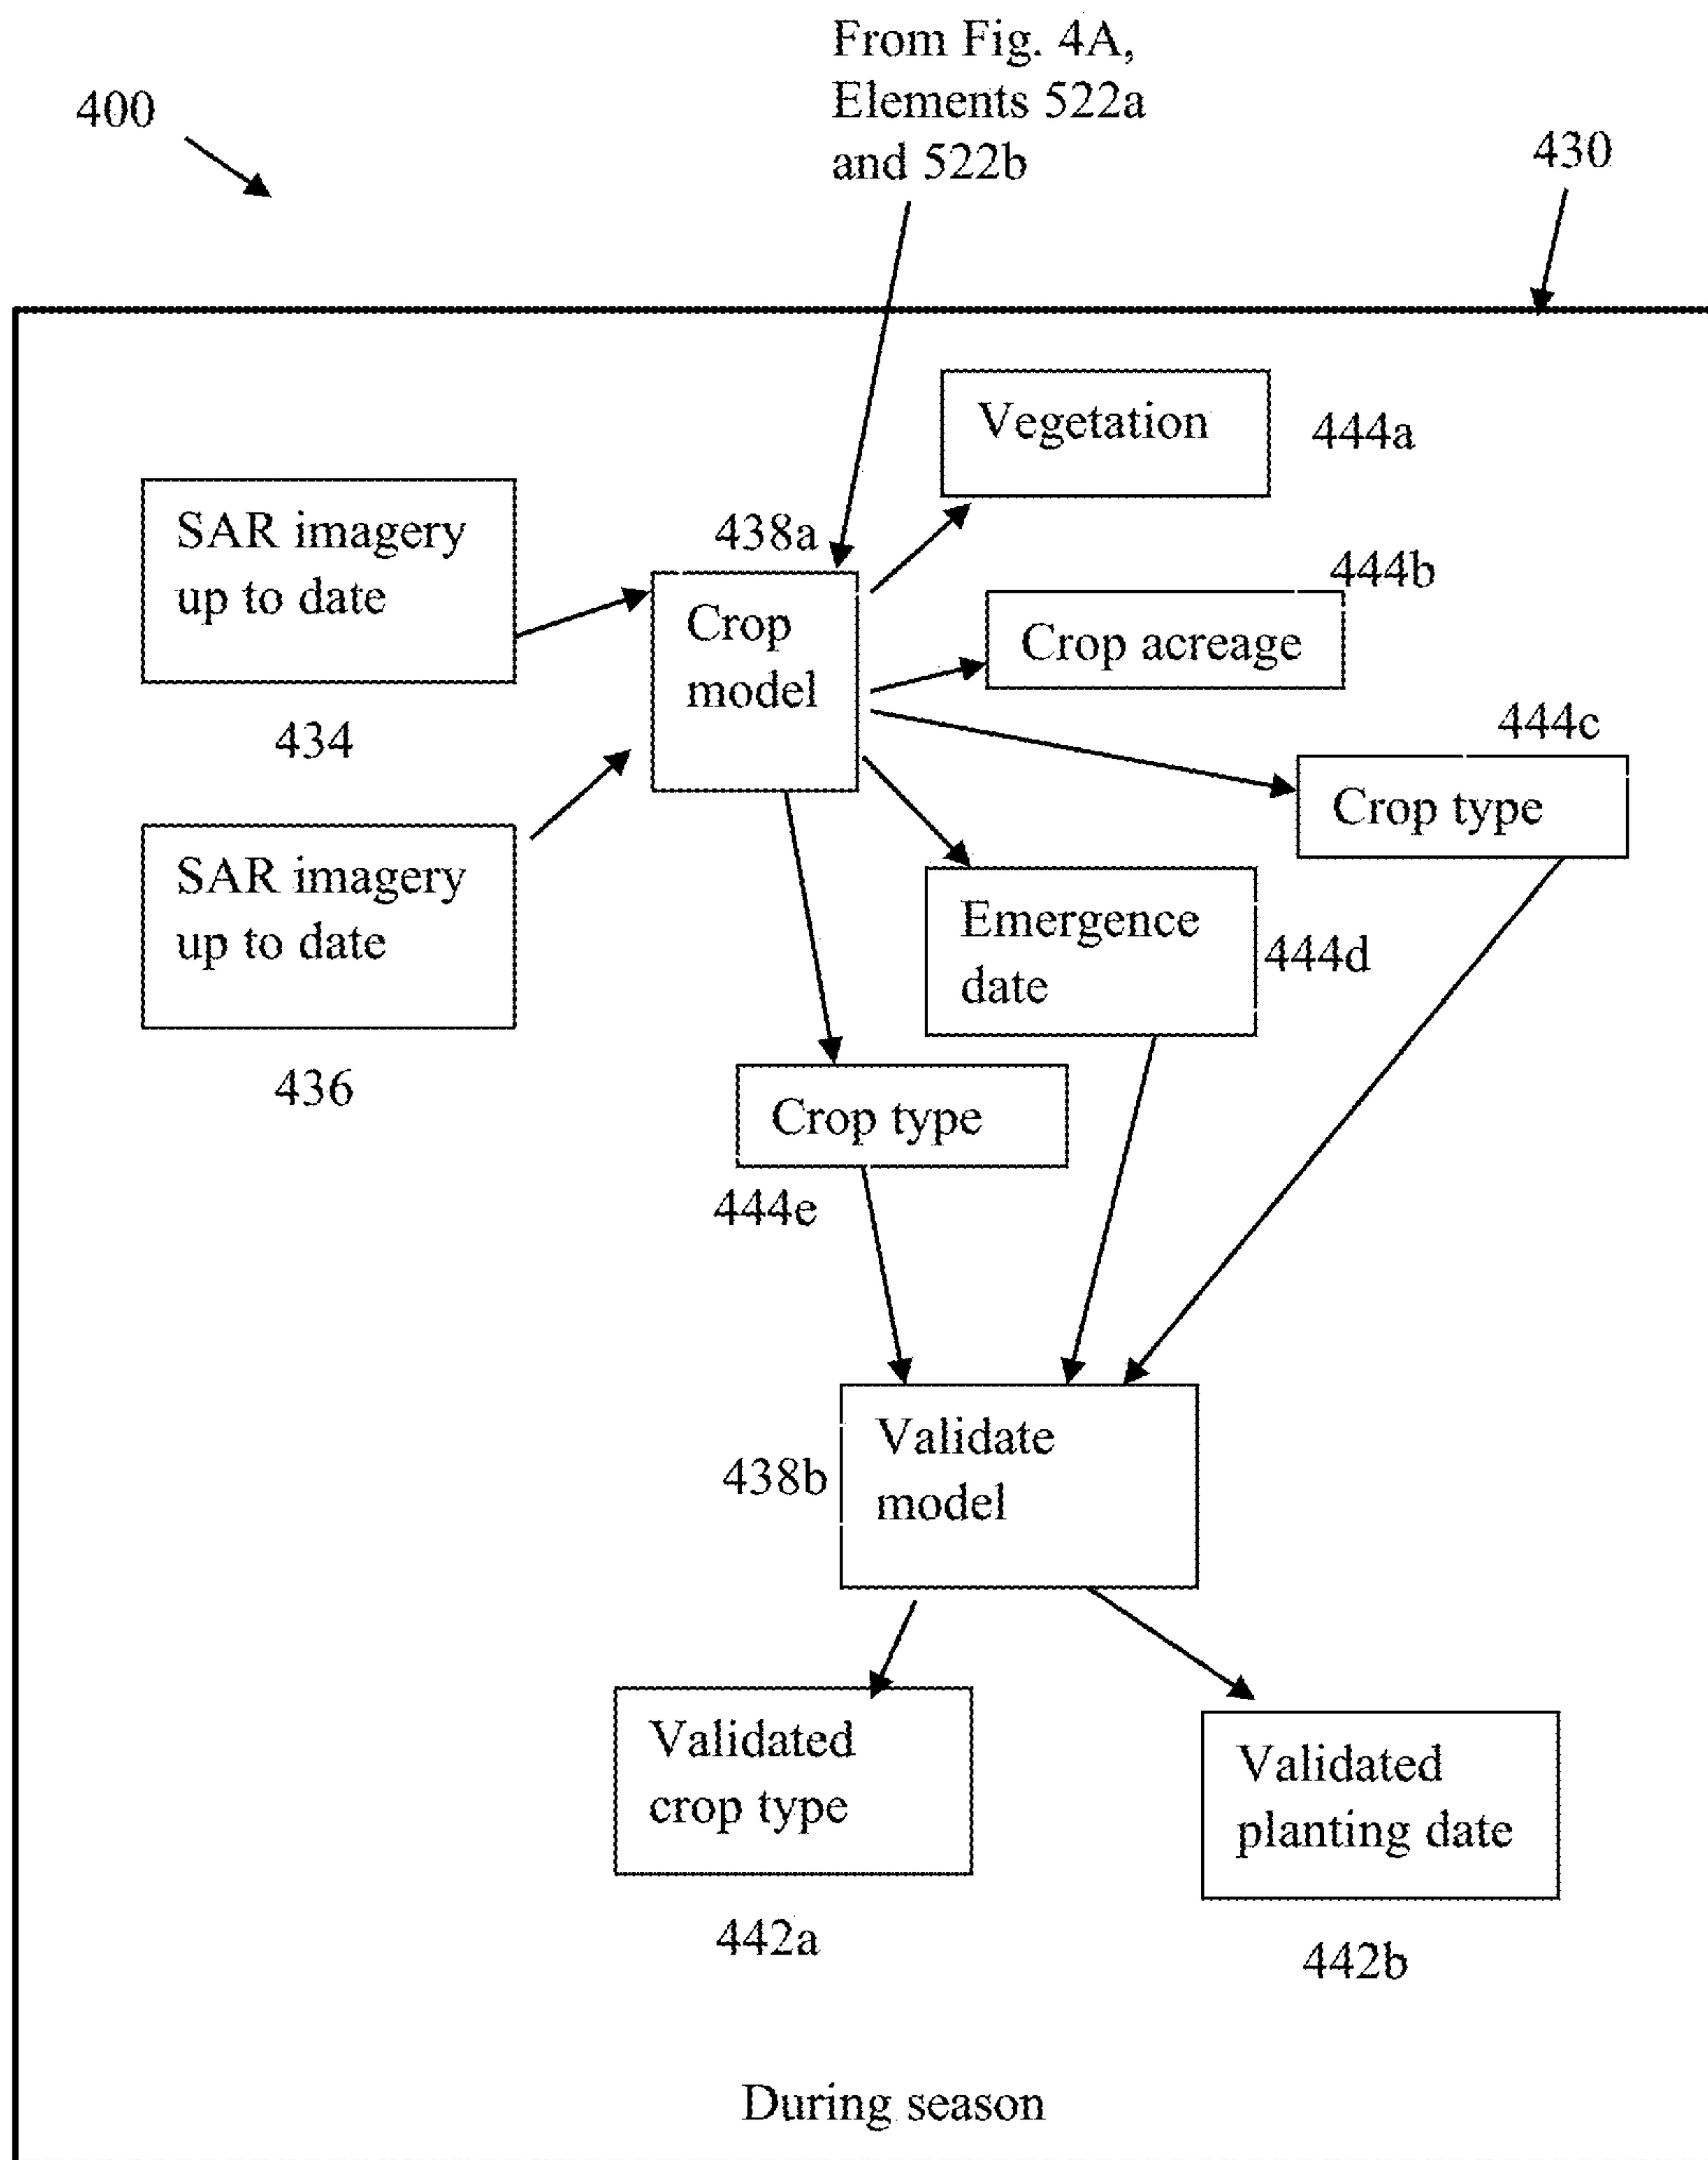 From Fig. 4A,
Elements 522a
and 522b
400
430
Vegetation
444a
SAR imagery
up to date
434
438a
Crop
model
444b
Crop acreage
444c
Crop type
SAR imagery
up to date
436
Emergence
date
444d
Crop type
444e
438b
Validate
model
Validated
crop type
442a
Validated
planting date
442b
During season